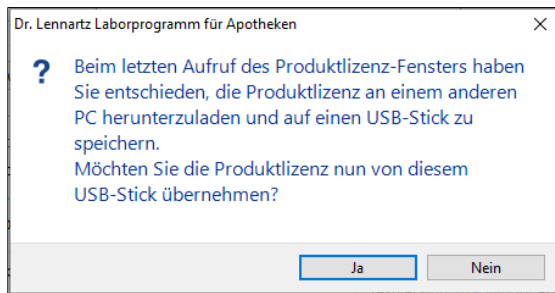 Dr. Lennartz Laborprogramm für Apotheken
Beim letzten Aufruf des Produktlizenz-Fensters haben
Sie entschieden, die Produktlizenz an einem anderen
PC herunterzuladen und auf einen USB-Stick zu
speichern.
Möchten Sie die Produktlizenz nun von diesem
USB-Stick übernehmen?
Ja
Nein